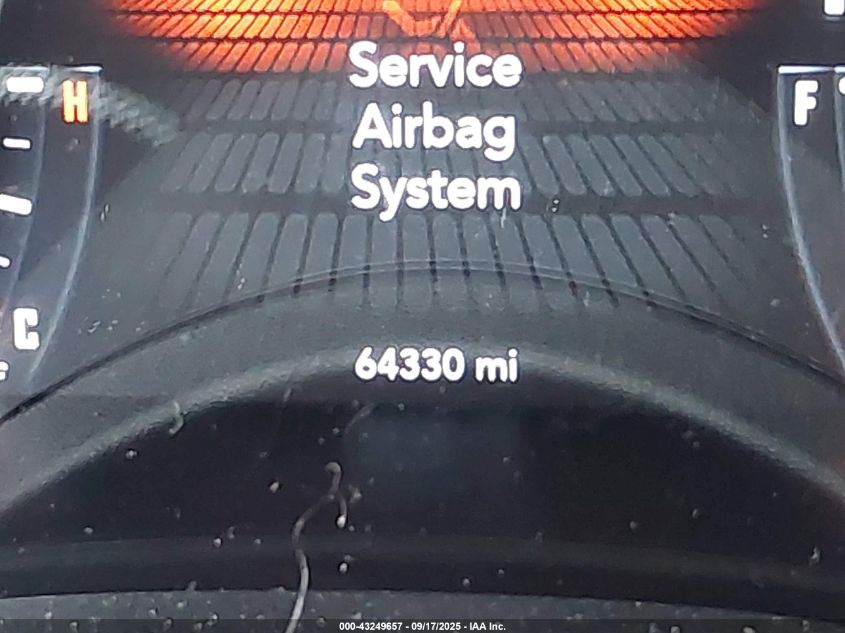 H
Service
Airbag
System
F
C
64330 mi
000-43249657 - 09/17/2025 - IAA Inc.